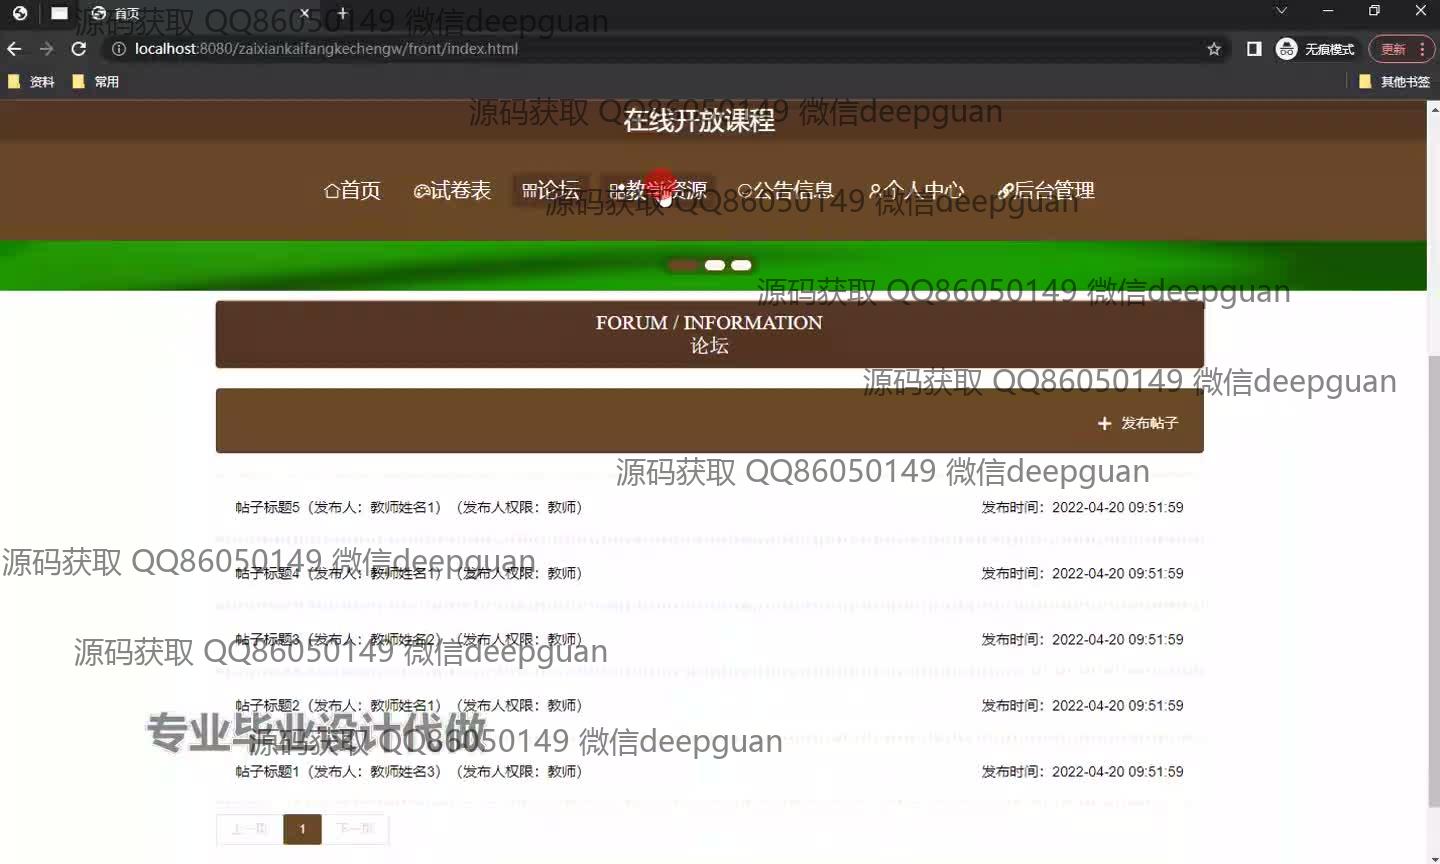 首页
localhost:8080/zaixiankaifangkechengw/front/index.html
无痕模式
更新
资料
常用
其他书签
源码获取 QQ86050149 微信deepguan
源码获取 QQ86050149 微信deepguan
在线开放课程
首页
试卷表
论坛
教学资源
公告信息
个人中心
后台管理
源码获取 QQ86050149 微信deepguan
源码获取 QQ86050149 微信deepguan
FORUM / INFORMATION
论坛
源码获取 QQ86050149 微信deepguan
发布帖子
源码获取 QQ86050149 微信deepguan
帖子标题5（发布人：教师姓名1）（发布人权限：教师）
发布时间：2022-04-20 09:51:59
源码获取 QQ86050149 微信deepguan
帖子标题4（发布人：教师姓名1）（发布人权限：教师）
发布时间：2022-04-20 09:51:59
帖子标题3（发布人：教师姓名2）（发布人权限：教师）
发布时间：2022-04-20 09:51:59
源码获取 QQ86050149 微信deepguan
帖子标题2（发布人：教师姓名1）（发布人权限：教师）
发布时间：2022-04-20 09:51:59
专业毕业设计代做
源码获取 QQ86050149 微信deepguan
帖子标题1（发布人：教师姓名3）（发布人权限：教师）
发布时间：2022-04-20 09:51:59
上一页
1
下一页